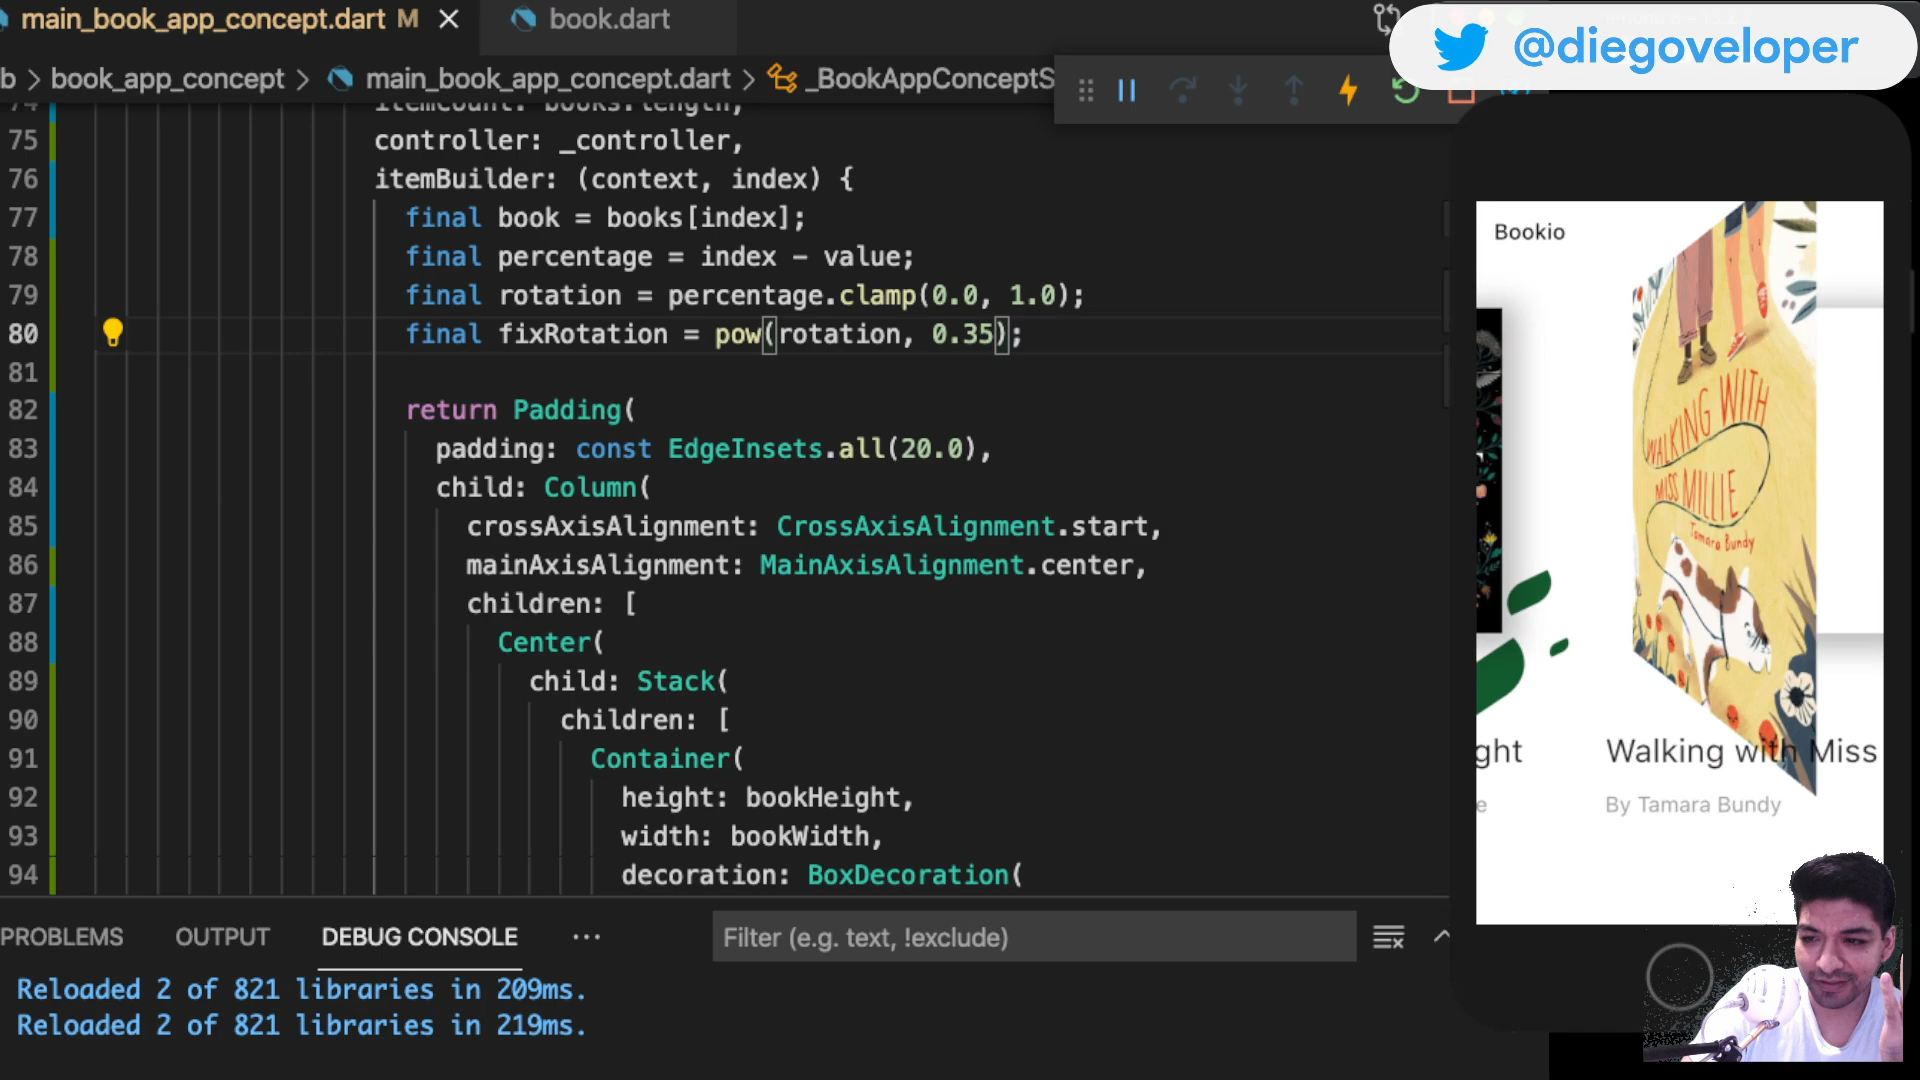 main_book_app_concept.dart M
book.dart
@diegoveloper
b > book_app_concept > main_book_app_concept.dart > _BookAppConceptS
74 itemCount: books.length,
75 controller: _controller,
76 itemBuilder: (context, index) {
77 final book = books[index];
78 final percentage = index - value;
79 final rotation = percentage.clamp(0.0, 1.0);
80 final fixRotation = pow(rotation, 0.35);
81
82 return Padding(
83 padding: const EdgeInsets.all(20.0),
84 child: Column(
85 crossAxisAlignment: CrossAxisAlignment.start,
86 mainAxisAlignment: MainAxisAlignment.center,
87 children: [
88 Center(
89 child: Stack(
90 children: [
91 Container(
92 height: bookHeight,
93 width: bookWidth,
94 decoration: BoxDecoration(
PROBLEMS OUTPUT DEBUG CONSOLE ...
Filter (e.g. text, !exclude)
Reloaded 2 of 821 libraries in 209ms.
Reloaded 2 of 821 libraries in 219ms.
Bookio
WALKING WITH
MISS MILLIE
Tamara Bundy
ght
Walking with Miss
e
By Tamara Bundy